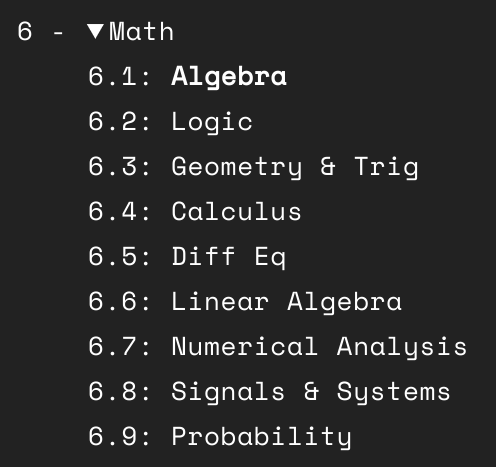 6 - ▼Math
6.1: Algebra
6.2: Logic
6.3: Geometry & Trig
6.4: Calculus
6.5: Diff Eq
6.6: Linear Algebra
6.7: Numerical Analysis
6.8: Signals & Systems
6.9: Probability